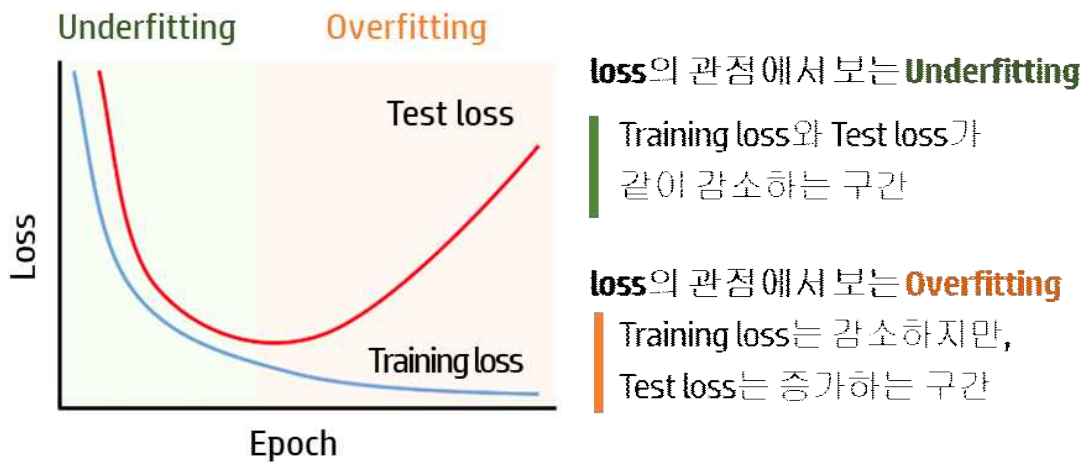 Underfitting
Overfitting
Test loss
Training loss
Loss
Epoch
loss의 관점에서 보는 Underfitting
Training loss와 Test loss가
같이 감소하는 구간
loss의 관점에서 보는 Overfitting
Training loss는 감소하지만,
Test loss는 증가하는 구간